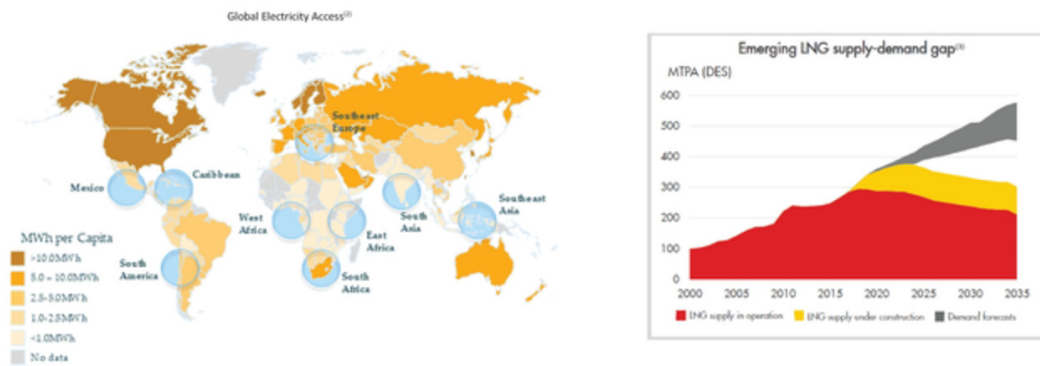 Global Electricity Access(2)
Southeast
Europe
Mexico
Caribbean
West
Africa
East
Africa
South
Asia
Southeast
Asia
South
America
South
Africa
MWh per Capita
>10.0MWh
5.0 – 10.0MWh
2.5-5.0MWh
1.0-2.5MWh
<1.0MWh
No data
Emerging LNG supply-demand gap(3)
MTPA (DES)
600
500
400
300
200
100
0
2000 2005 2010 2015 2020 2025 2030 2035
LNG supply in operation LNG supply under construction Demand forecasts